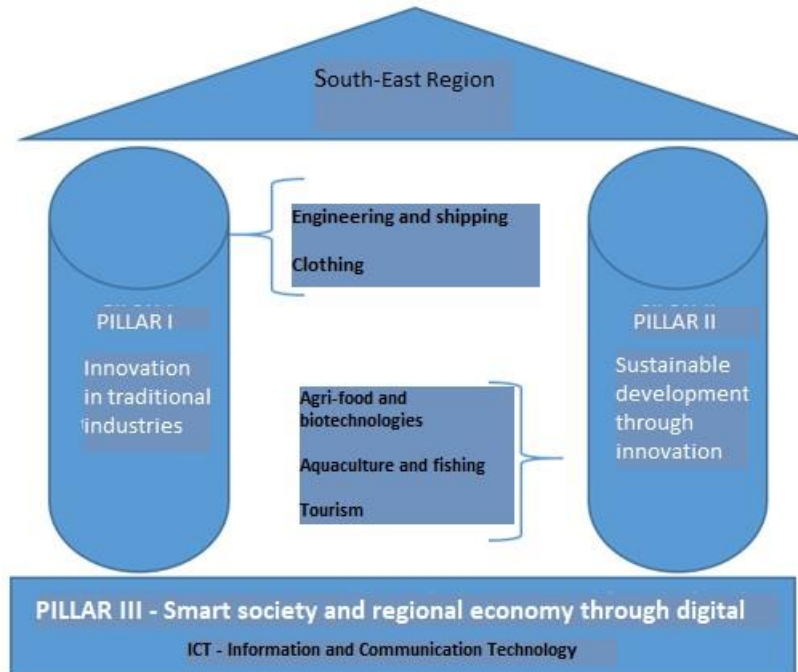 South-East Region
Engineering and shipping
Clothing
PILLAR I
Innovation
in traditional
industries
PILLAR II
Sustainable
development
through
innovation
Agri-food and
biotechnologies
Aquaculture and fishing
Tourism
PILLAR III - Smart society and regional economy through digital
ICT - Information and Communication Technology